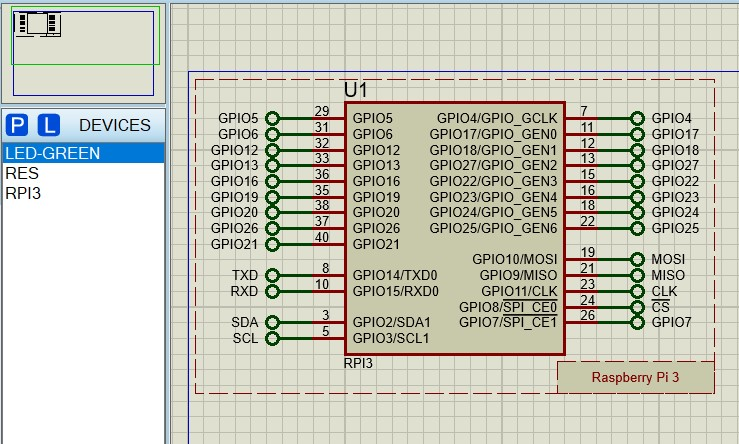 P L DEVICES
LED-GREEN
RES
RPI3
U1
GPIO5 29 GPIO5 GPIO4/GPIO_GCLK 7 GPIO4
GPIO6 31 GPIO6 GPIO17/GPIO_GEN0 11 GPIO17
GPIO12 32 GPIO12 GPIO18/GPIO_GEN1 12 GPIO18
GPIO13 33 GPIO13 GPIO27/GPIO_GEN2 13 GPIO27
GPIO16 36 GPIO16 GPIO22/GPIO_GEN3 15 GPIO22
GPIO19 35 GPIO19 GPIO23/GPIO_GEN4 16 GPIO23
GPIO20 38 GPIO20 GPIO24/GPIO_GEN5 18 GPIO24
GPIO26 37 GPIO26 GPIO25/GPIO_GEN6 22 GPIO25
GPIO21 40 GPIO21
GPIO10/MOSI 19 MOSI
TXD 8 GPIO14/TXD0 GPIO9/MISO 21 MISO
RXD 10 GPIO15/RXD0 GPIO11/CLK 23 CLK
GPIO8/SPI_CE0 24 CS
SDA 3 GPIO2/SDA1 GPIO7/SPI_CE1 26 GPIO7
SCL 5 GPIO3/SCL1
RPI3
Raspberry Pi 3